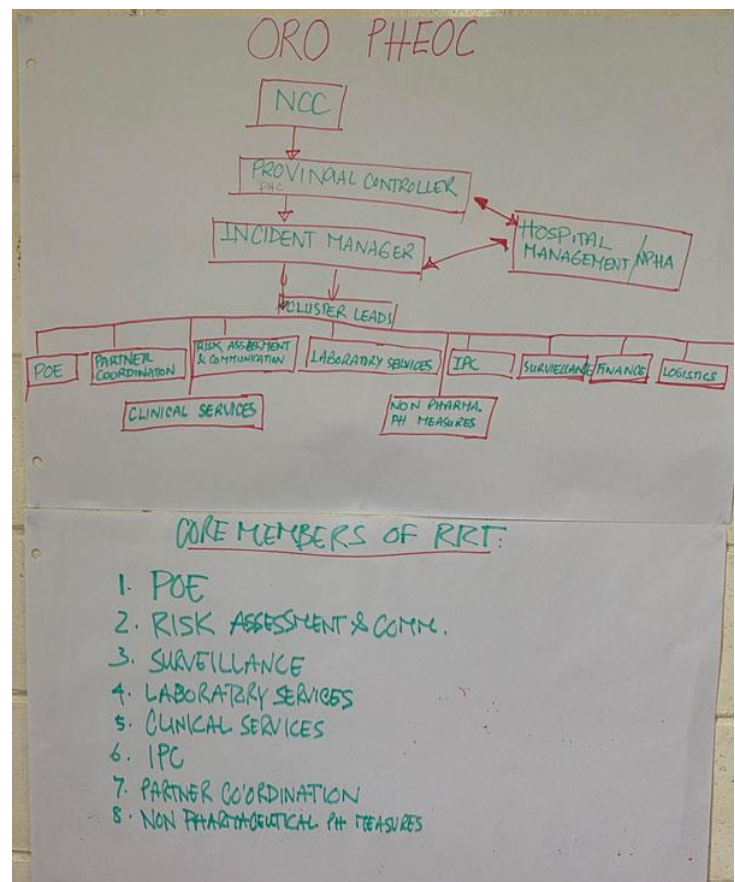 ORO PHEOC
NCC
PROVINCIAL CONTROLLER
PHC
INCIDENT MANAGER
HOSPITAL
MANAGEMENT/NPHA
CLUSTER LEADS
POE
PARTNER
COORDINATION
RISK ASSBERMENT
& COMMUNICATION
LABORATORY SERVICES
IPC
SURVIELLANCE
FINANCE
LOGISTICS
CLINICAL SERVICES
NON PHARMA.
PH MEASURES
CORE MEMBERS OF RRT:
1. POE
2. RISK ASSESSMENT & COMM.
3. SURVEILLANCE
4. LABORATORY SERVICES
5. CLINICAL SERVICES
6. IPC
7. PARTNER CO'ORDINATION
8. NON PHARMACEUTICAL PH MEASURES